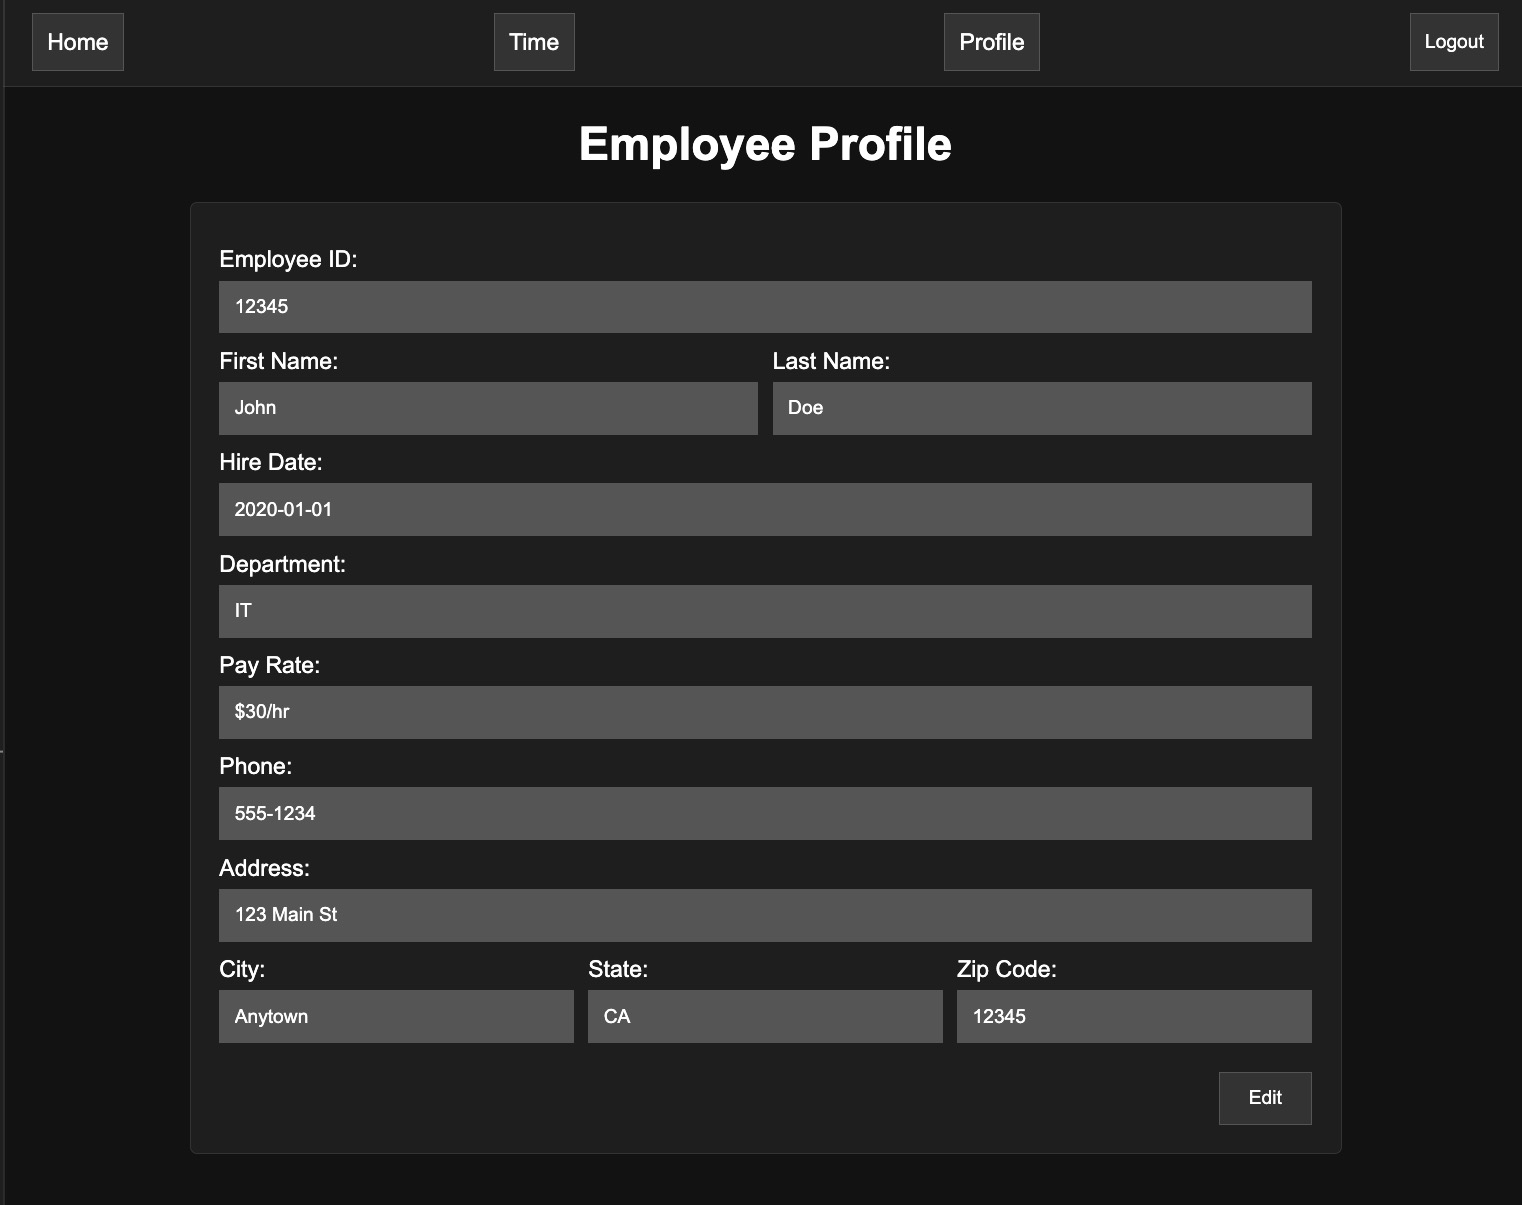 Home Time Profile Logout
Employee Profile
Employee ID:
12345
First Name: Last Name:
John Doe
Hire Date:
2020-01-01
Department:
IT
Pay Rate:
$30/hr
Phone:
555-1234
Address:
123 Main St
City: State: Zip Code:
Anytown CA 12345
Edit